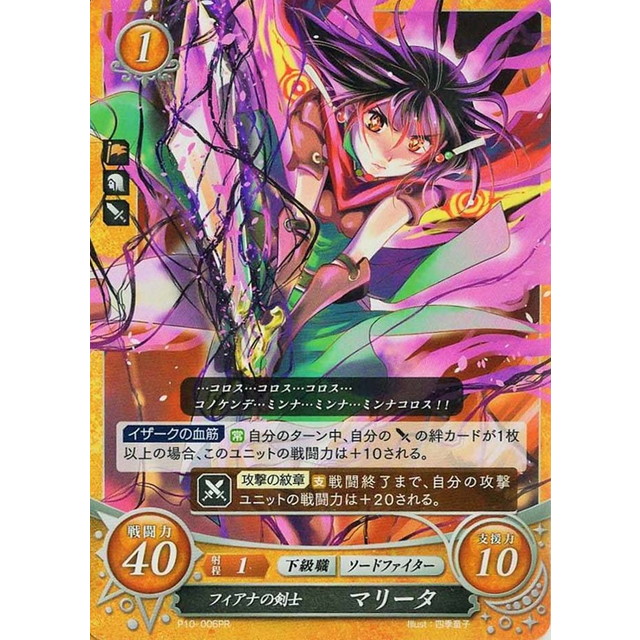 1
…コロス…コロス…コロス…
コノケンデ…ミンナ…ミンナ…ミンナコロス!!
イザークの血筋 常 自分のターン中、自分の の絆カードが1枚
以上の場合、このユニットの戦闘力は+10される。
攻撃の紋章 支 戦闘終了まで、自分の攻撃
ユニットの戦闘力は+20される。
戦闘力 40
射程 1 下級職 ソードファイター
支援力 10
フィアナの剣士 マリータ
P10-006PR Illust:四季童子